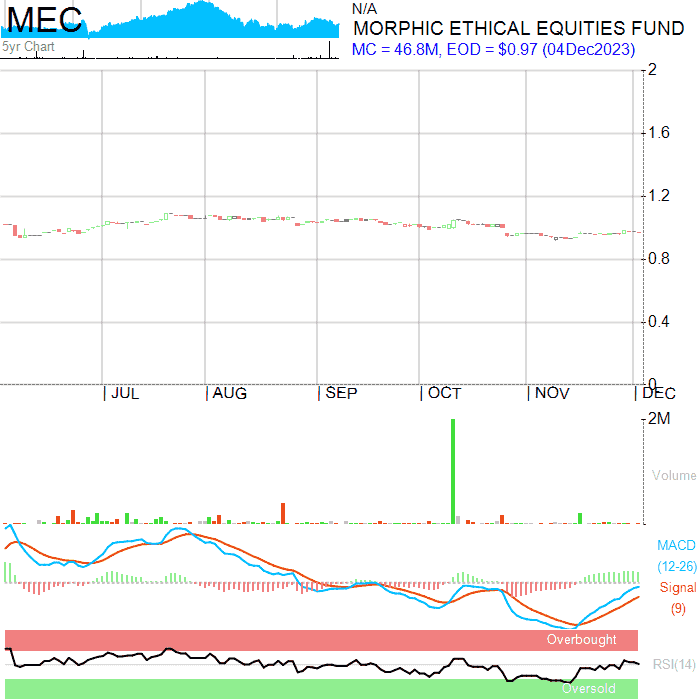 MEC
5yr Chart
N/A
MORPHIC ETHICAL EQUITIES FUND
MC = 46.8M, EOD = $0.97 (04Dec2023)
2
1.6
1.2
0.8
0.4
0
JUL AUG SEP OCT NOV DEC
2M
Volume
MACD
(12-26)
Signal
(9)
Overbought
RSI(14)
Oversold